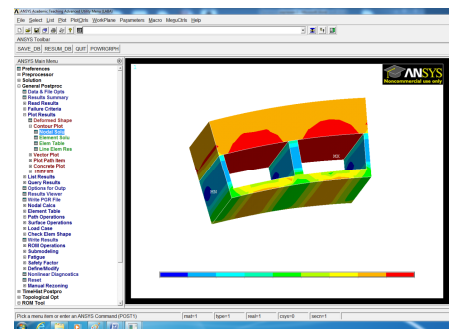 ANSYS Academic Teaching Advanced Utility Menu (LABA)
File Select List Plot PlotCtrls WorkPlane Parameters Macro MenuCtrls Help
ANSYS Toolbar
SAVE_DB RESUM_DB QUIT POWRGRPH
ANSYS Main Menu
Preferences
Preprocessor
Solution
General Postproc
Data & File Opts
Results Summary
Read Results
Failure Criteria
Plot Results
Deformed Shape
Contour Plot
Nodal Solu
Element Solu
Elem Table
Line Elem Res
Vector Plot
Plot Path Item
Concrete Plot
ThinFilm
List Results
Query Results
Options for Outp
Results Viewer
Write PGR File
Nodal Calcs
Element Table
Path Operations
Surface Operations
Load Case
Check Elem Shape
Write Results
ROM Operations
Submodeling
Fatigue
Safety Factor
Define/Modify
Nonlinear Diagnostics
Reset
Manual Rezoning
TimeHist Postpro
Topological Opt
ROM Tool
ANSYS
Noncommercial use only
MX
MN
Pick a menu item or enter an ANSYS Command (POST1)
mat=1
type=1
real=1
csys=0
secn=1